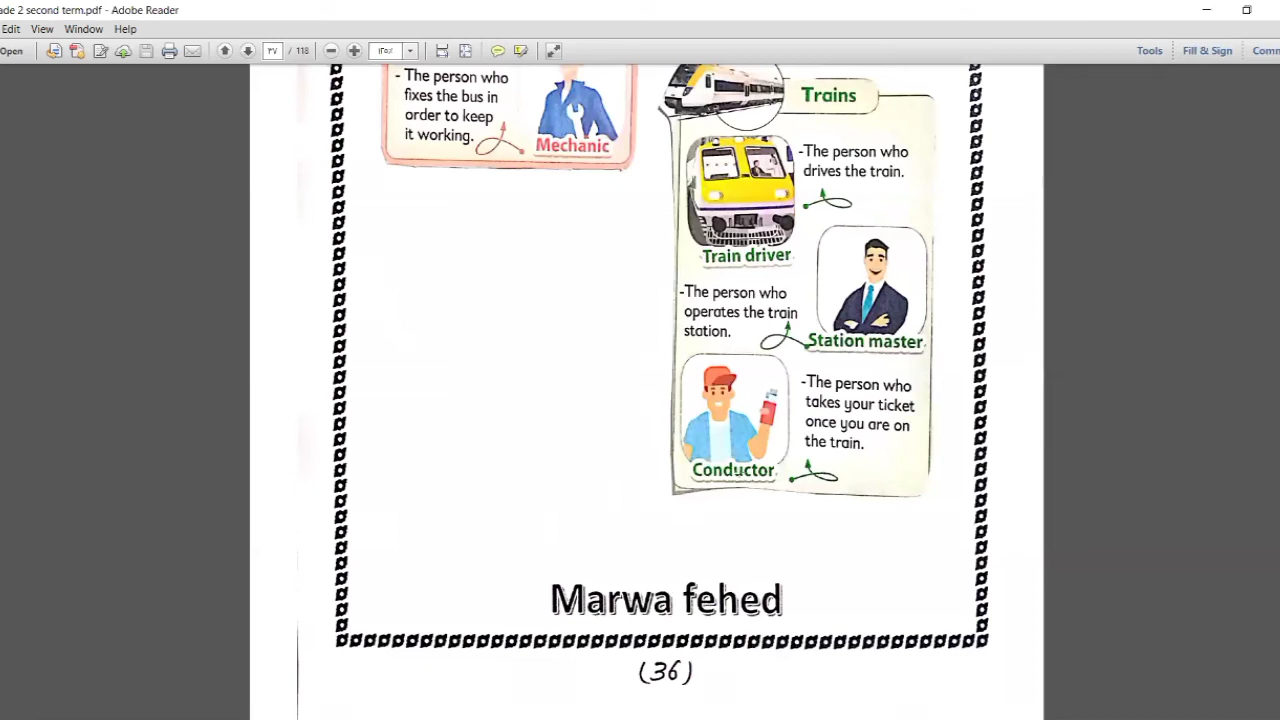 ade 2 second term.pdf - Adobe Reader
Edit View Window Help
Open ٣٧ / 118 ١٢٥٪ Tools Fill & Sign Comm
- The person who
fixes the bus in
order to keep
it working.
Mechanic
Trains
-The person who
drives the train.
Train driver
-The person who
operates the train
station.
Station master
-The person who
takes your ticket
once you are on
the train.
Conductor
Marwa fehed
(36)